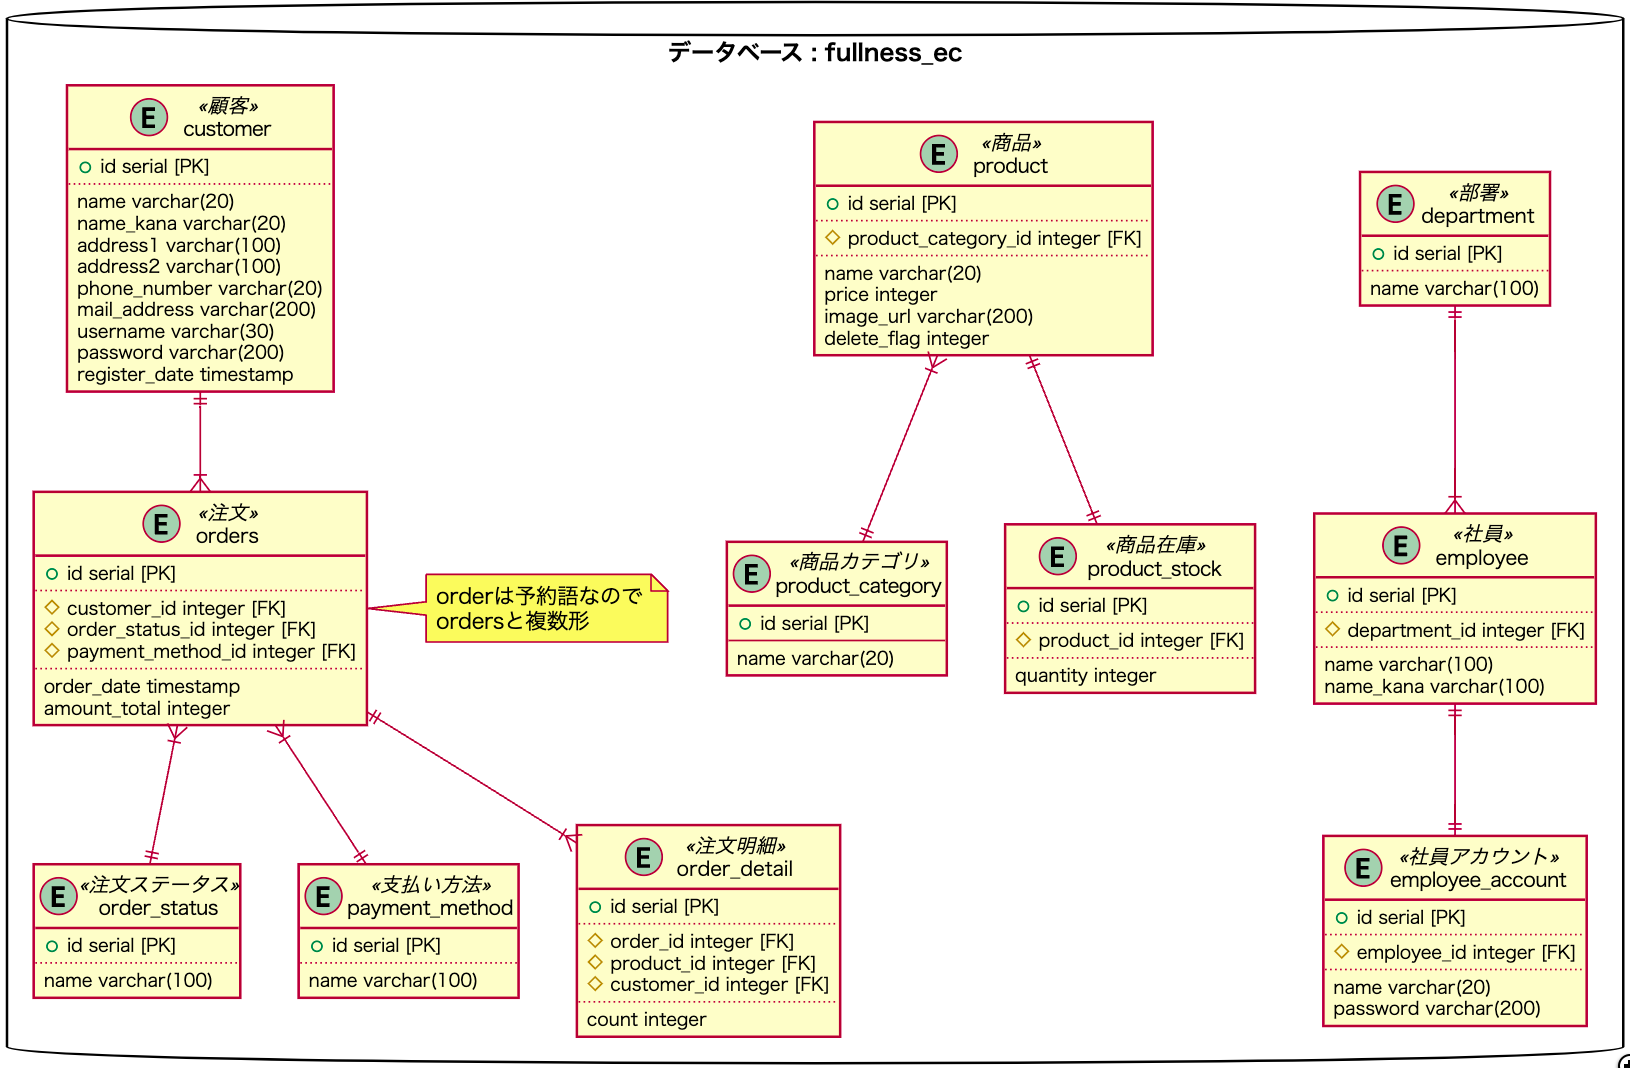 データベース : fullness_ec
E
«顧客»
customer
id serial [PK]
name varchar(20)
name_kana varchar(20)
address1 varchar(100)
address2 varchar(100)
phone_number varchar(20)
mail_address varchar(200)
username varchar(30)
password varchar(200)
register_date timestamp
E
«商品»
product
id serial [PK]
product_category_id integer [FK]
name varchar(20)
price integer
image_url varchar(200)
delete_flag integer
E
«部署»
department
id serial [PK]
name varchar(100)
E
«注文»
orders
id serial [PK]
customer_id integer [FK]
order_status_id integer [FK]
payment_method_id integer [FK]
order_date timestamp
amount_total integer
orderは予約語なので
ordersと複数形
E
«商品カテゴリ»
product_category
id serial [PK]
name varchar(20)
E
«商品在庫»
product_stock
id serial [PK]
product_id integer [FK]
quantity integer
E
«社員»
employee
id serial [PK]
department_id integer [FK]
name varchar(100)
name_kana varchar(100)
E
«注文ステータス»
order_status
id serial [PK]
name varchar(100)
E
«支払い方法»
payment_method
id serial [PK]
name varchar(100)
E
«注文明細»
order_detail
id serial [PK]
order_id integer [FK]
product_id integer [FK]
customer_id integer [FK]
count integer
E
«社員アカウント»
employee_account
id serial [PK]
employee_id integer [FK]
name varchar(20)
password varchar(200)